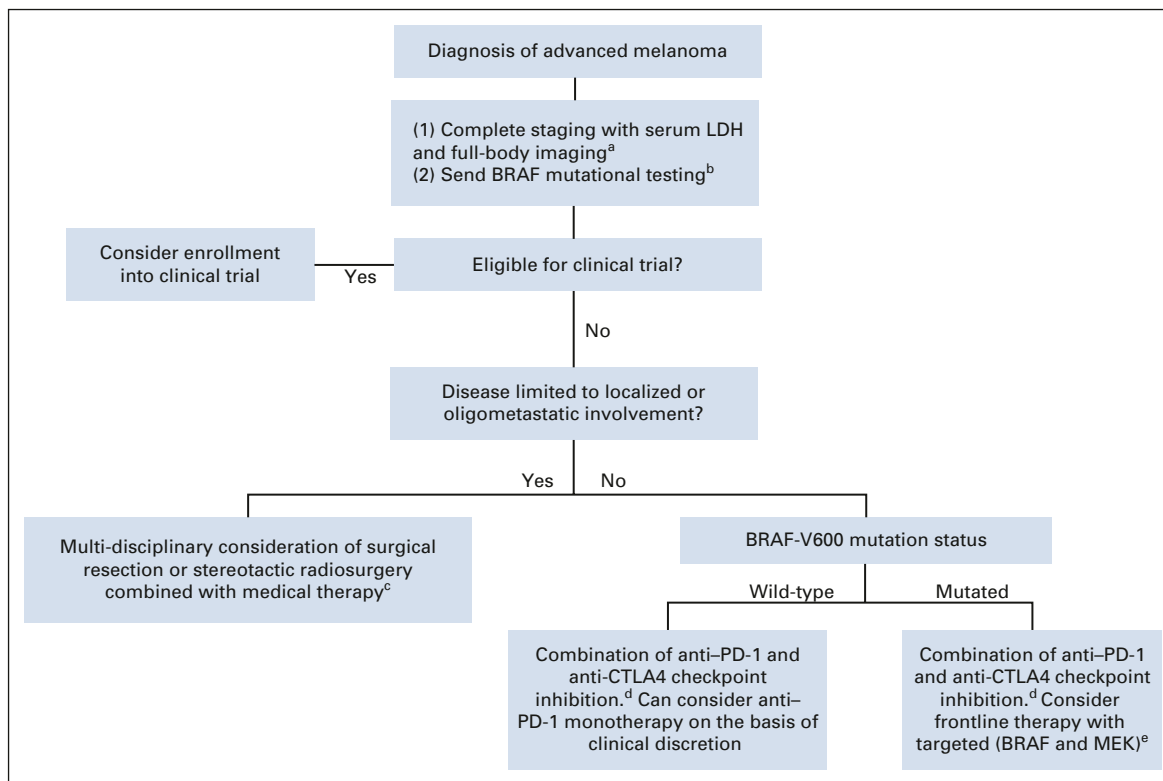 Diagnosis of advanced melanoma
(1) Complete staging with serum LDH
and full-body imagingᵃ
(2) Send BRAF mutational testingᵇ
Consider enrollment
into clinical trial
Yes
Eligible for clinical trial?
No
Disease limited to localized or
oligometastatic involvement?
Yes
No
Multi-disciplinary consideration of surgical
resection or stereotactic radiosurgery
combined with medical therapyᶜ
BRAF-V600 mutation status
Wild-type
Mutated
Combination of anti–PD-1 and
anti-CTLA4 checkpoint
inhibition.ᵈ Can consider anti–
PD-1 monotherapy on the basis of
clinical discretion
Combination of anti–PD-1
and anti-CTLA4 checkpoint
inhibition.ᵈ Consider
frontline therapy with
targeted (BRAF and MEK)ᵉ